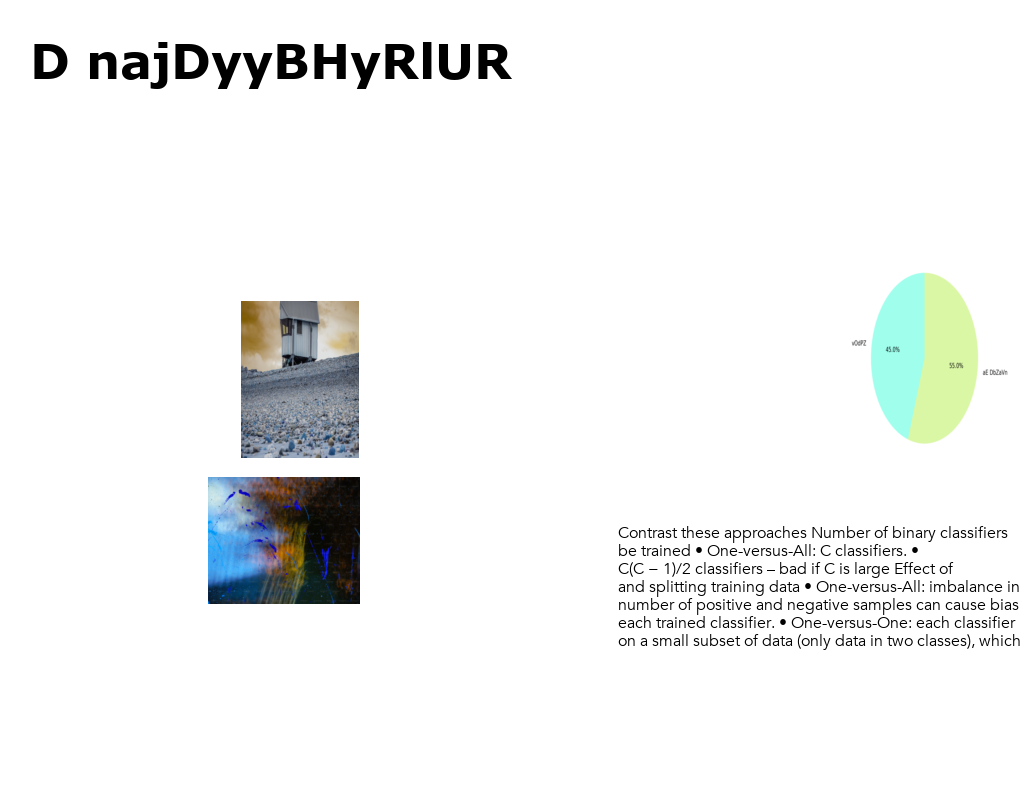 D najDyyBHyRlUR
vOdPZ
45.0%
55.0%
aE DbZaVn
Contrast these approaches Number of binary classifiers
be trained • One-versus-All: C classifiers. •
C(C − 1)/2 classifiers – bad if C is large Effect of
and splitting training data • One-versus-All: imbalance in
number of positive and negative samples can cause bias
each trained classifier. • One-versus-One: each classifier
on a small subset of data (only data in two classes), which